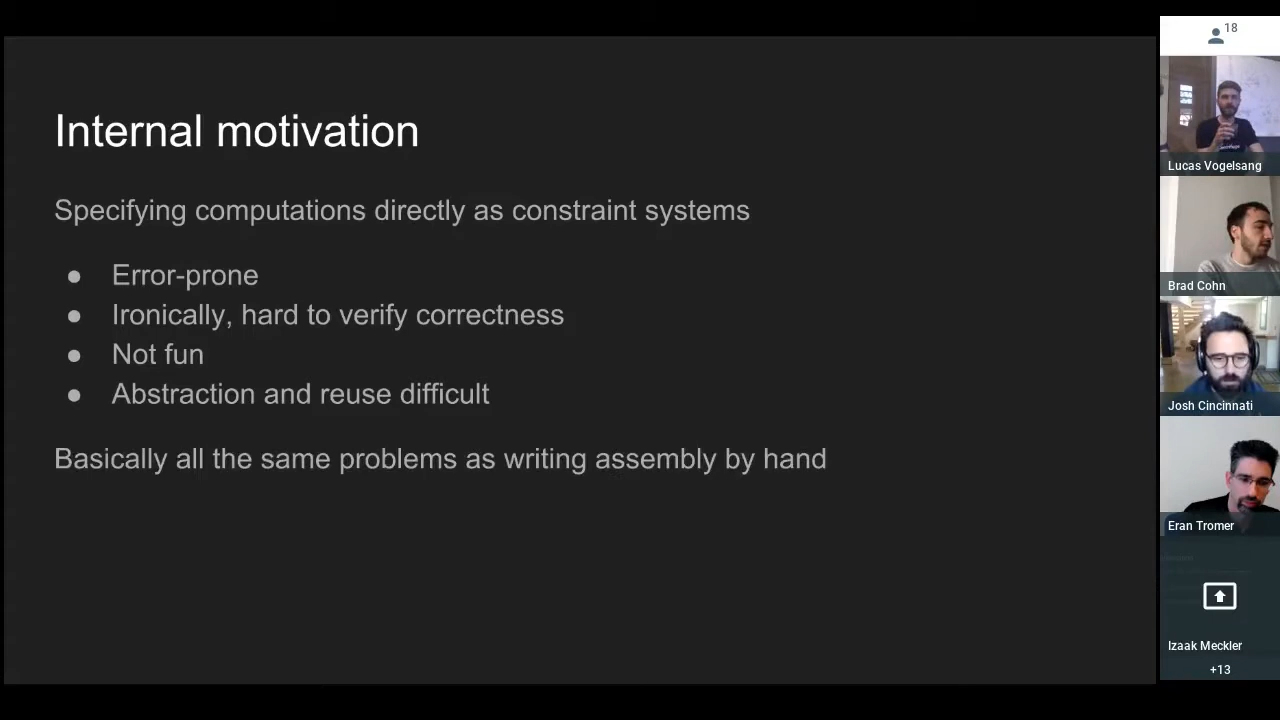 Internal motivation
Specifying computations directly as constraint systems
● Error-prone
● Ironically, hard to verify correctness
● Not fun
● Abstraction and reuse difficult
Basically all the same problems as writing assembly by hand
18
Lucas Vogelsang
Brad Cohn
Josh Cincinnati
Eran Tromer
Izaak Meckler
+13